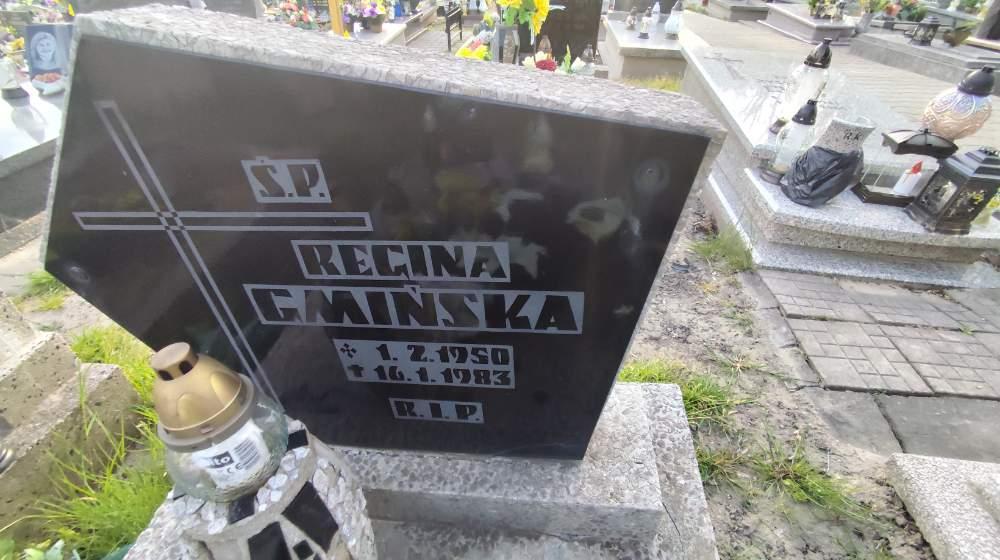 Ś.P.
REGINA
GMIŃSKA
1.2.1950
16.1.1983
R.I.P.
R.K